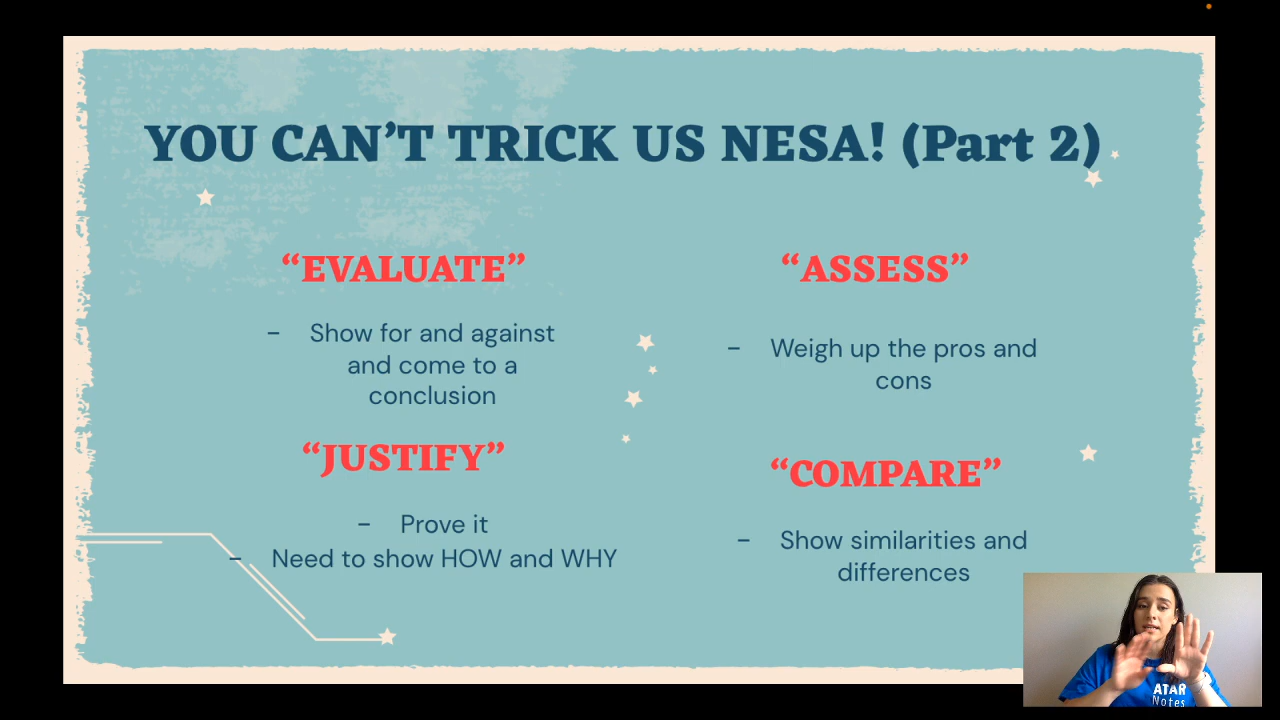 YOU CAN’T TRICK US NESA! (Part 2)
“EVALUATE”
- Show for and against
and come to a
conclusion
“ASSESS”
- Weigh up the pros and
cons
“JUSTIFY”
- Prove it
- Need to show HOW and WHY
“COMPARE”
- Show similarities and
differences
ATAR
Notes